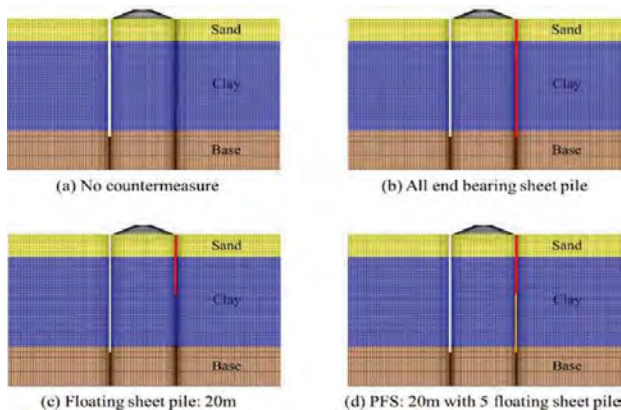 Sand
Clay
Base
(a) No countermeasure
Sand
Clay
Base
(b) All end bearing sheet pile
Sand
Clay
Base
(c) Floating sheet pile: 20m
Sand
Clay
Base
(d) PFS: 20m with 5 floating sheet pile